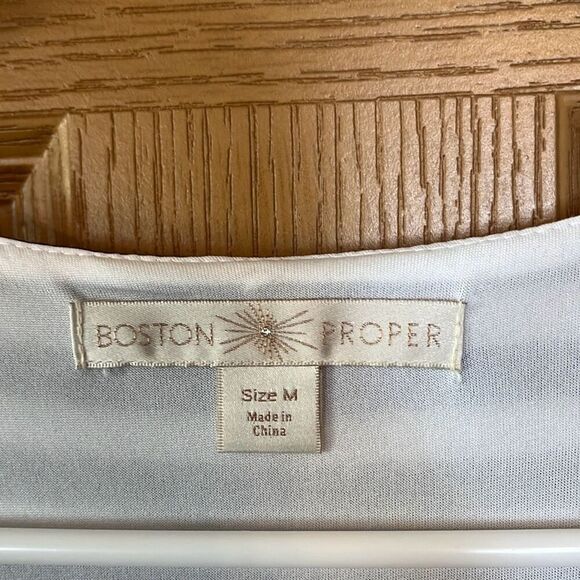 BOSTON PROPER
Size M
Made in
China